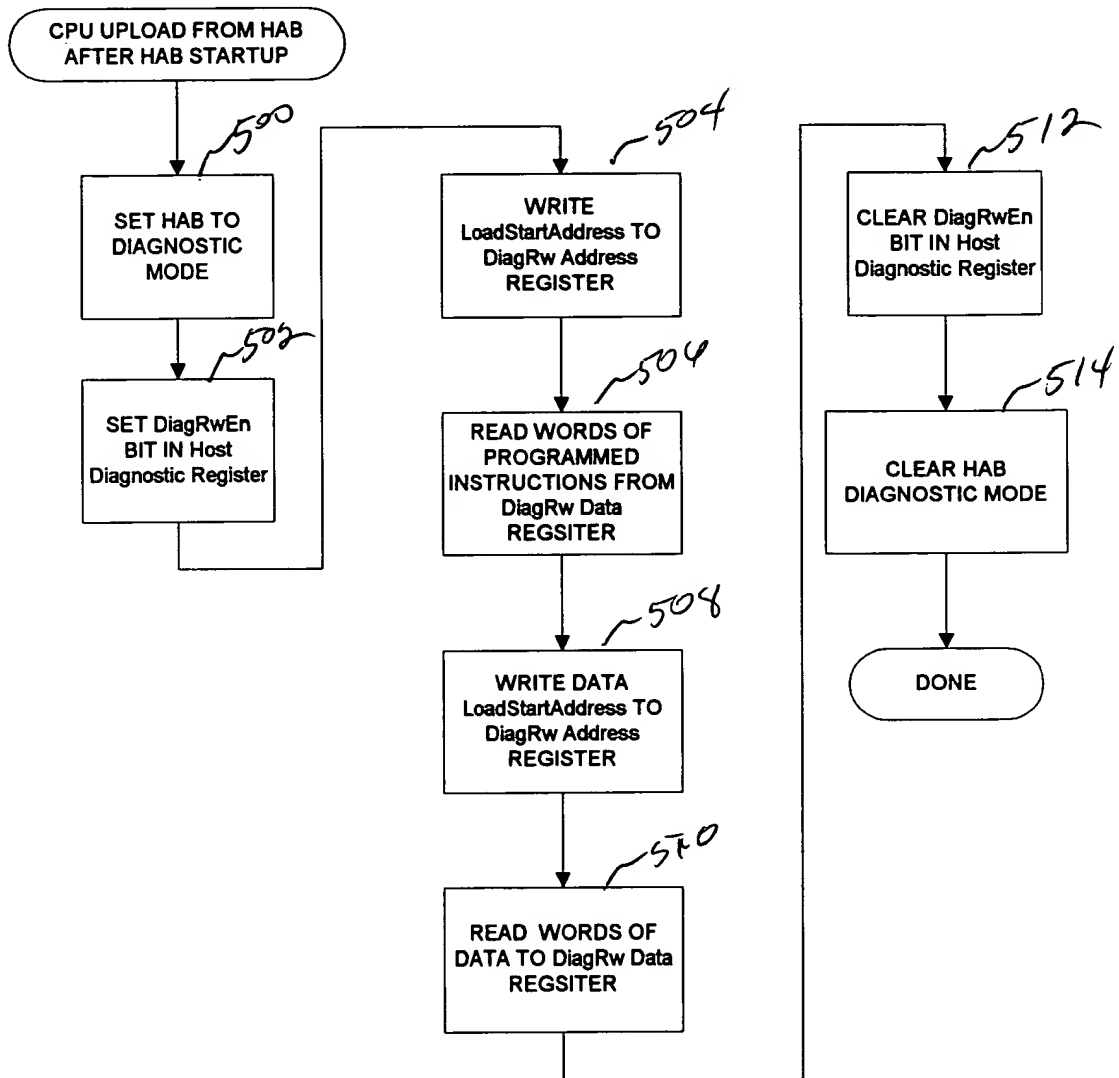 CPU UPLOAD FROM HAB
AFTER HAB STARTUP
500
SET HAB TO
DIAGNOSTIC
MODE
502
SET DiagRwEn
BIT IN Host
Diagnostic Register
504
WRITE
LoadStartAddress TO
DiagRw Address
REGISTER
506
READ WORDS OF
PROGRAMMED
INSTRUCTIONS FROM
DiagRw Data
REGSITER
508
WRITE DATA
LoadStartAddress TO
DiagRw Address
REGISTER
510
READ WORDS OF
DATA TO DiagRw Data
REGSITER
512
CLEAR DiagRwEn
BIT IN Host
Diagnostic Register
514
CLEAR HAB
DIAGNOSTIC MODE
DONE